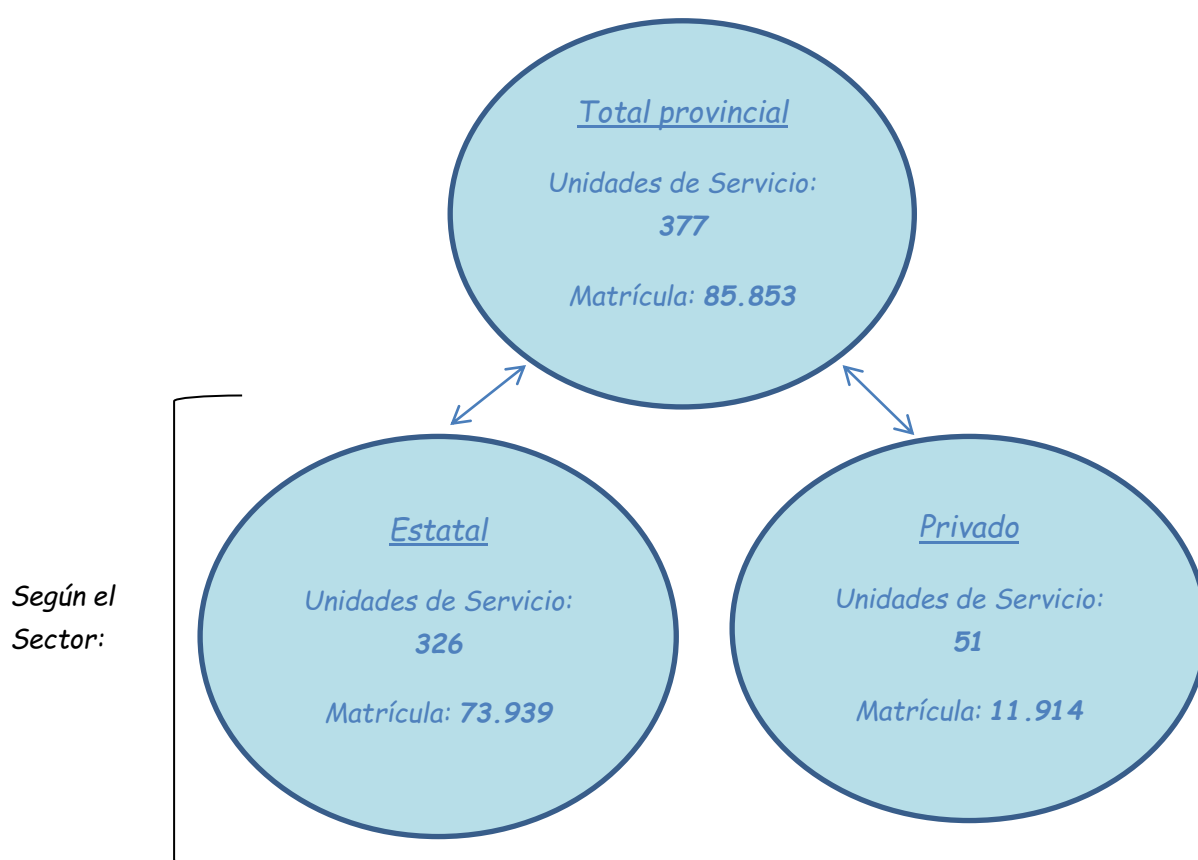 Total provincial
Unidades de Servicio:
377
Matrícula: 85.853
Según el
Sector:
Estatal
Unidades de Servicio:
326
Matrícula: 73.939
Privado
Unidades de Servicio:
51
Matrícula: 11.914